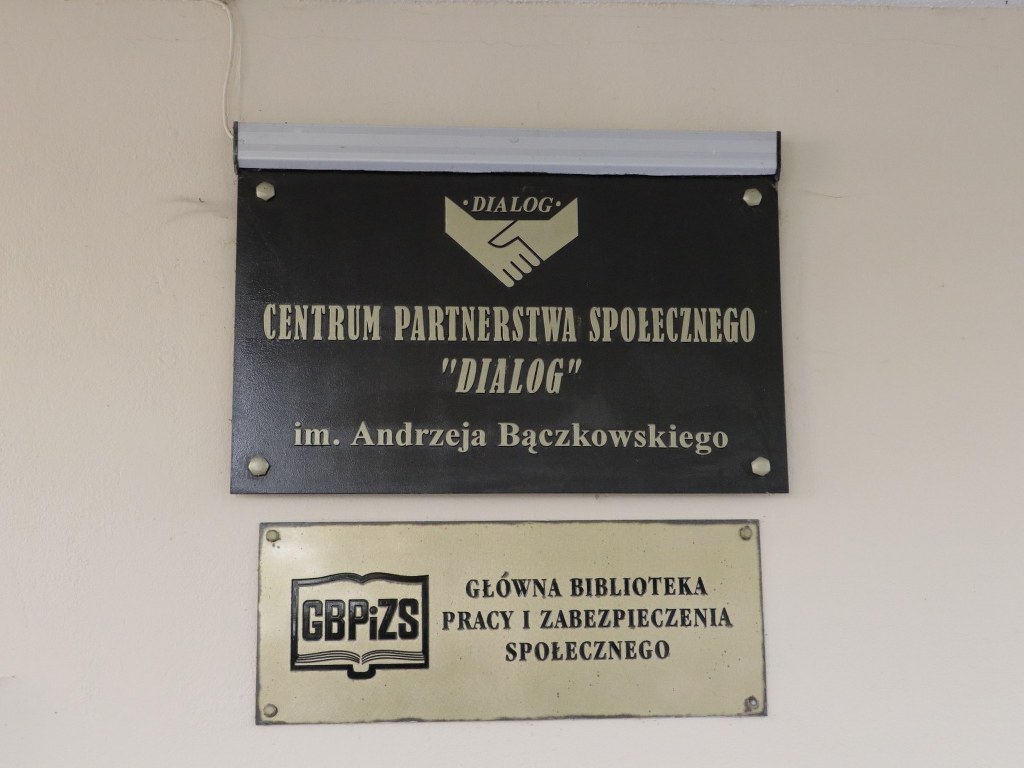 ·DIALOG·
CENTRUM PARTNERSTWA SPOŁECZNEGO
"DIALOG"
im. Andrzeja Bączkowskiego
GBPiZS
GŁÓWNA BIBLIOTEKA
PRACY I ZABEZPIECZENIA
SPOŁECZNEGO